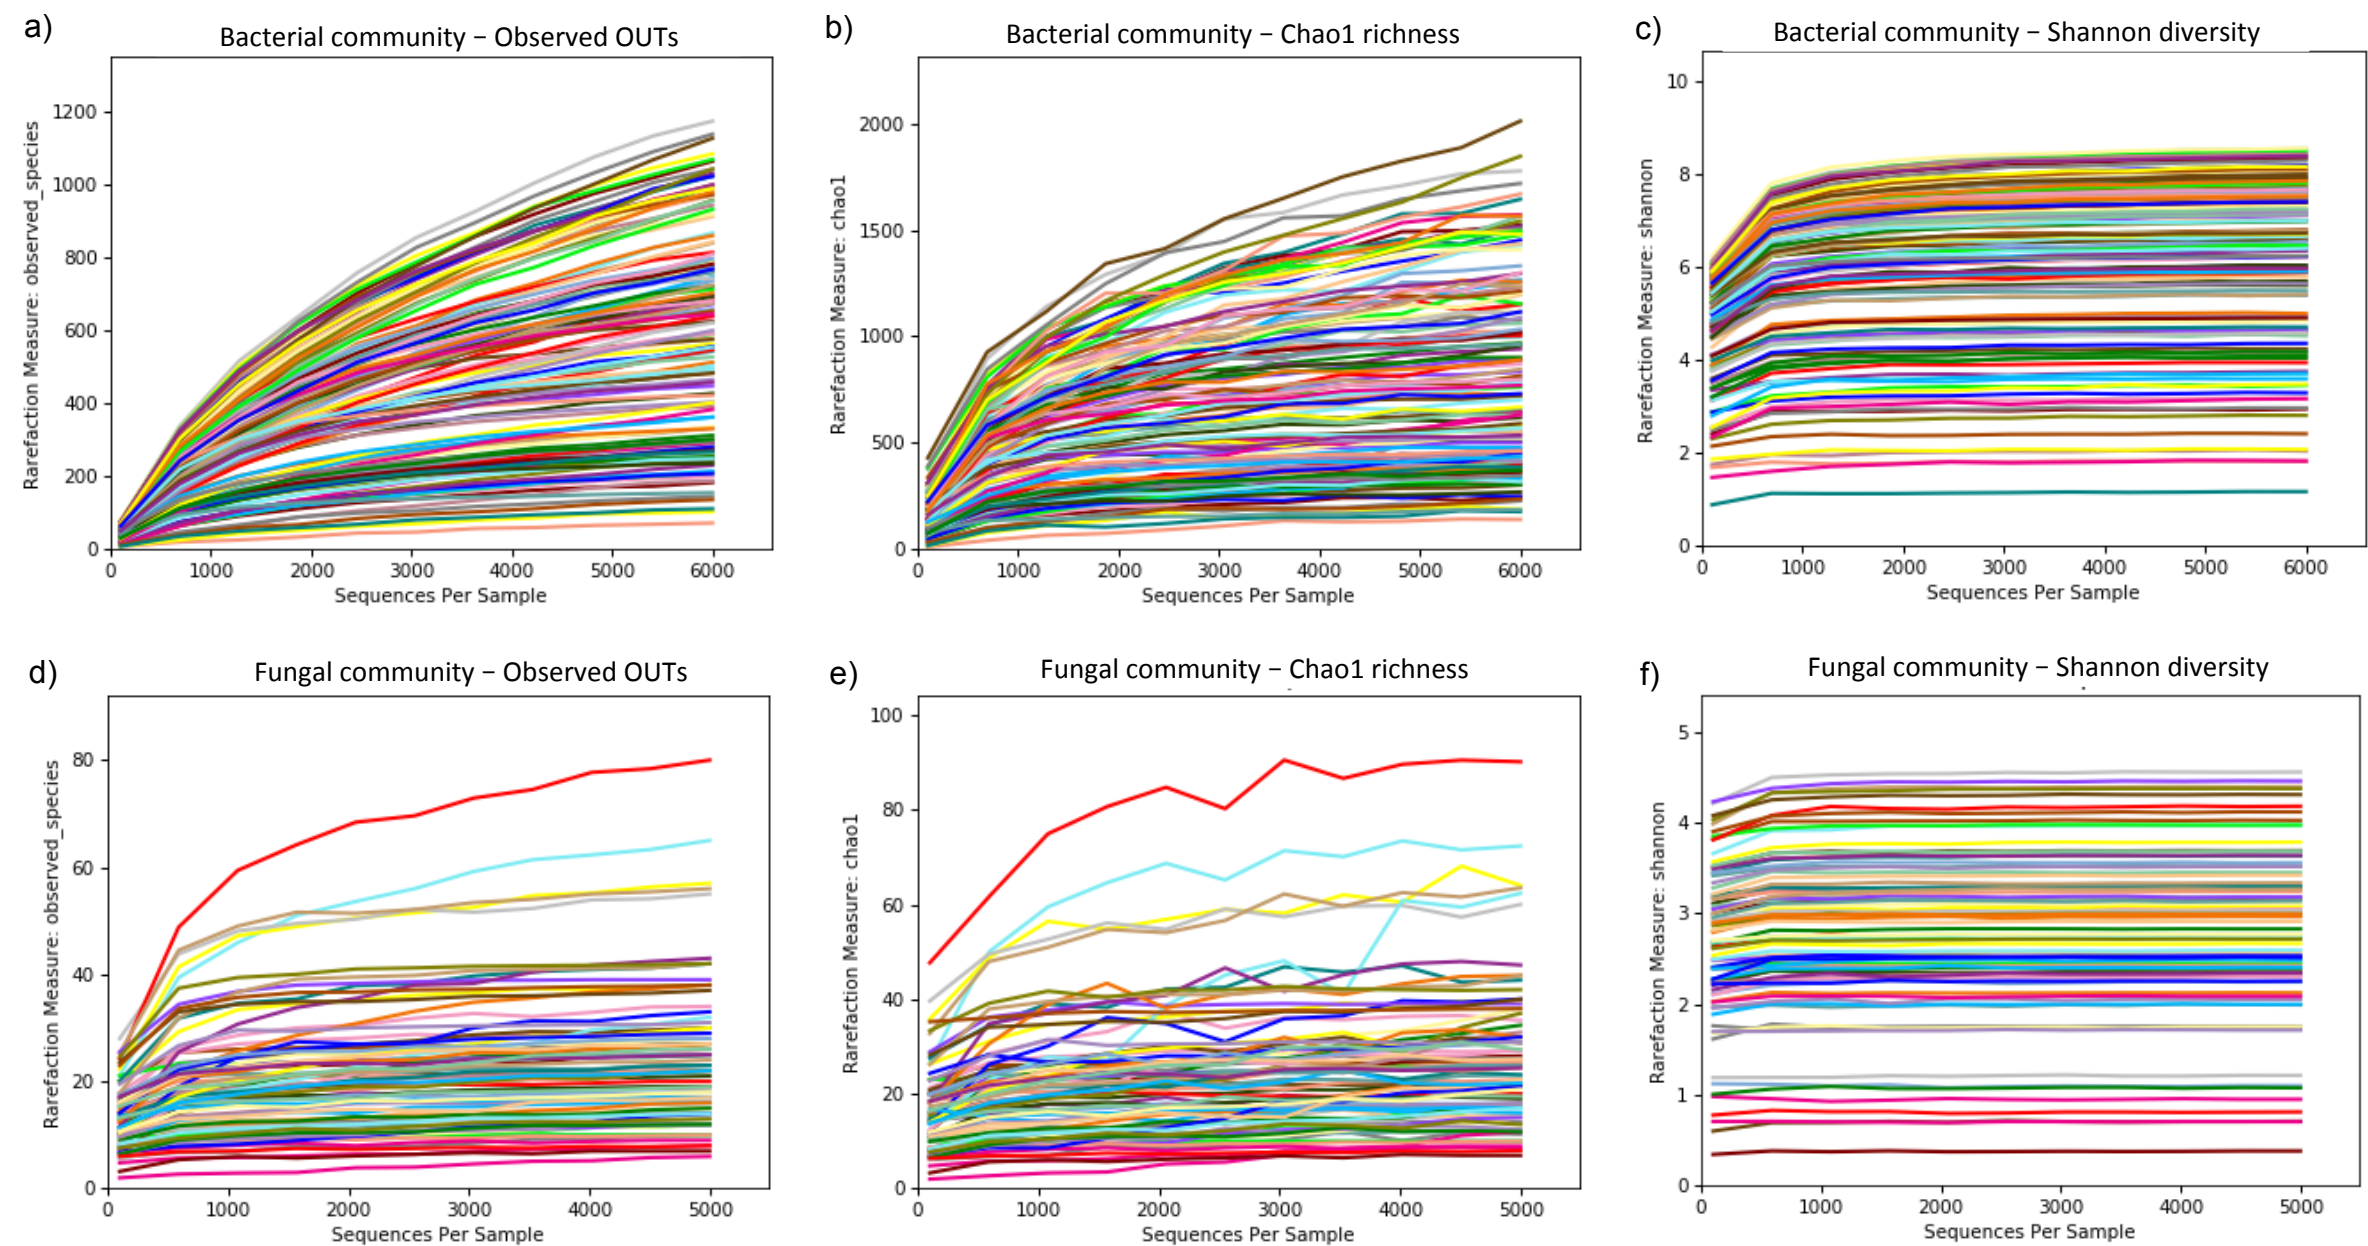 a)
Bacterial community – Observed OUTs
Rarefaction Measure: observed_species
1200
1000
800
600
400
200
0
0 1000 2000 3000 4000 5000 6000
Sequences Per Sample
b)
Bacterial community – Chao1 richness
Rarefaction Measure: chao1
2000
1500
1000
500
0
0 1000 2000 3000 4000 5000 6000
Sequences Per Sample
c)
Bacterial community – Shannon diversity
Rarefaction Measure: shannon
10
8
6
4
2
0
0 1000 2000 3000 4000 5000 6000
Sequences Per Sample
d)
Fungal community – Observed OUTs
Rarefaction Measure: observed_species
80
60
40
20
0
0 1000 2000 3000 4000 5000
Sequences Per Sample
e)
Fungal community – Chao1 richness
Rarefaction Measure: chao1
100
80
60
40
20
0
0 1000 2000 3000 4000 5000
Sequences Per Sample
f)
Fungal community – Shannon diversity
Rarefaction Measure: shannon
5
4
3
2
1
0
0 1000 2000 3000 4000 5000
Sequences Per Sample